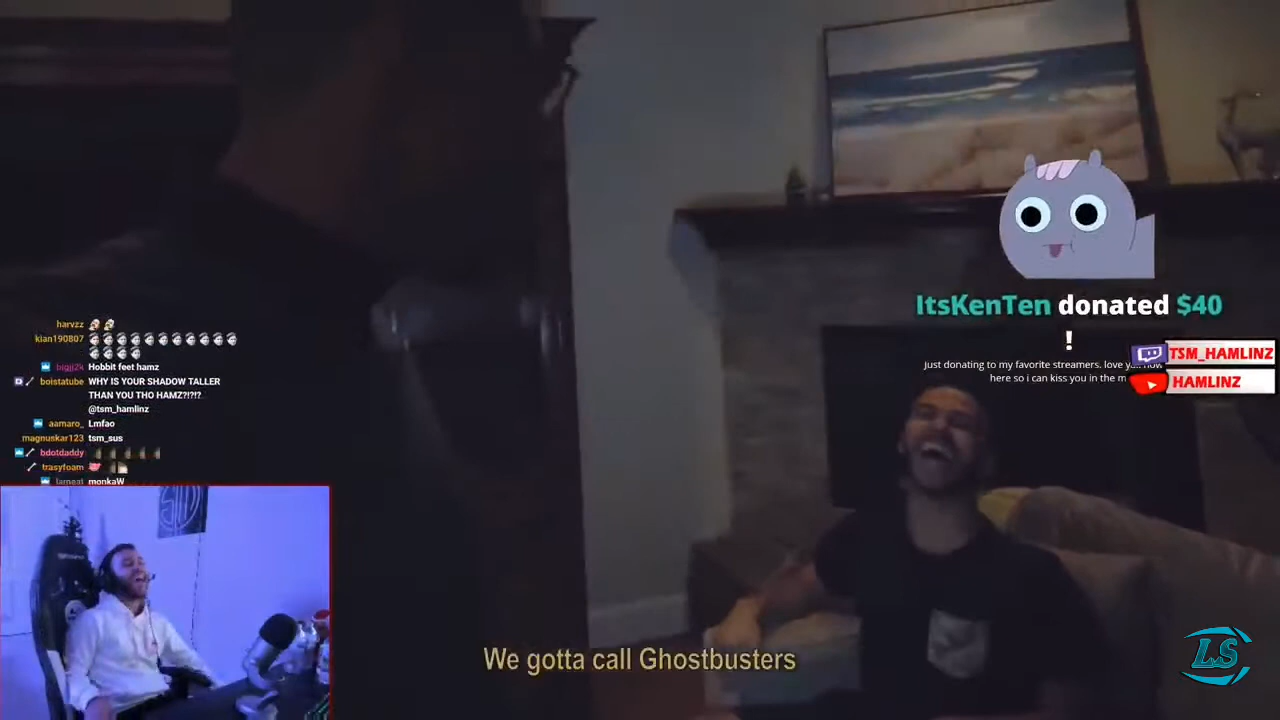 harvzz
kian190807
bigjj2k Hobbit feet hamz
boistatube WHY IS YOUR SHADOW TALLER
THAN YOU THO HAMZ?!?!?
@tsm_hamlinz
aamaro_ Lmfao
magnunkar123 tsm_sus
bdotdaddy
trasyfoam
lameat monkaW
ItsKenTen donated $40
!
Just donating to my favorite streamers. love
here so i can kiss you in the
TSM_HAMLINZ
HAMLINZ
We gotta call Ghostbusters
LS